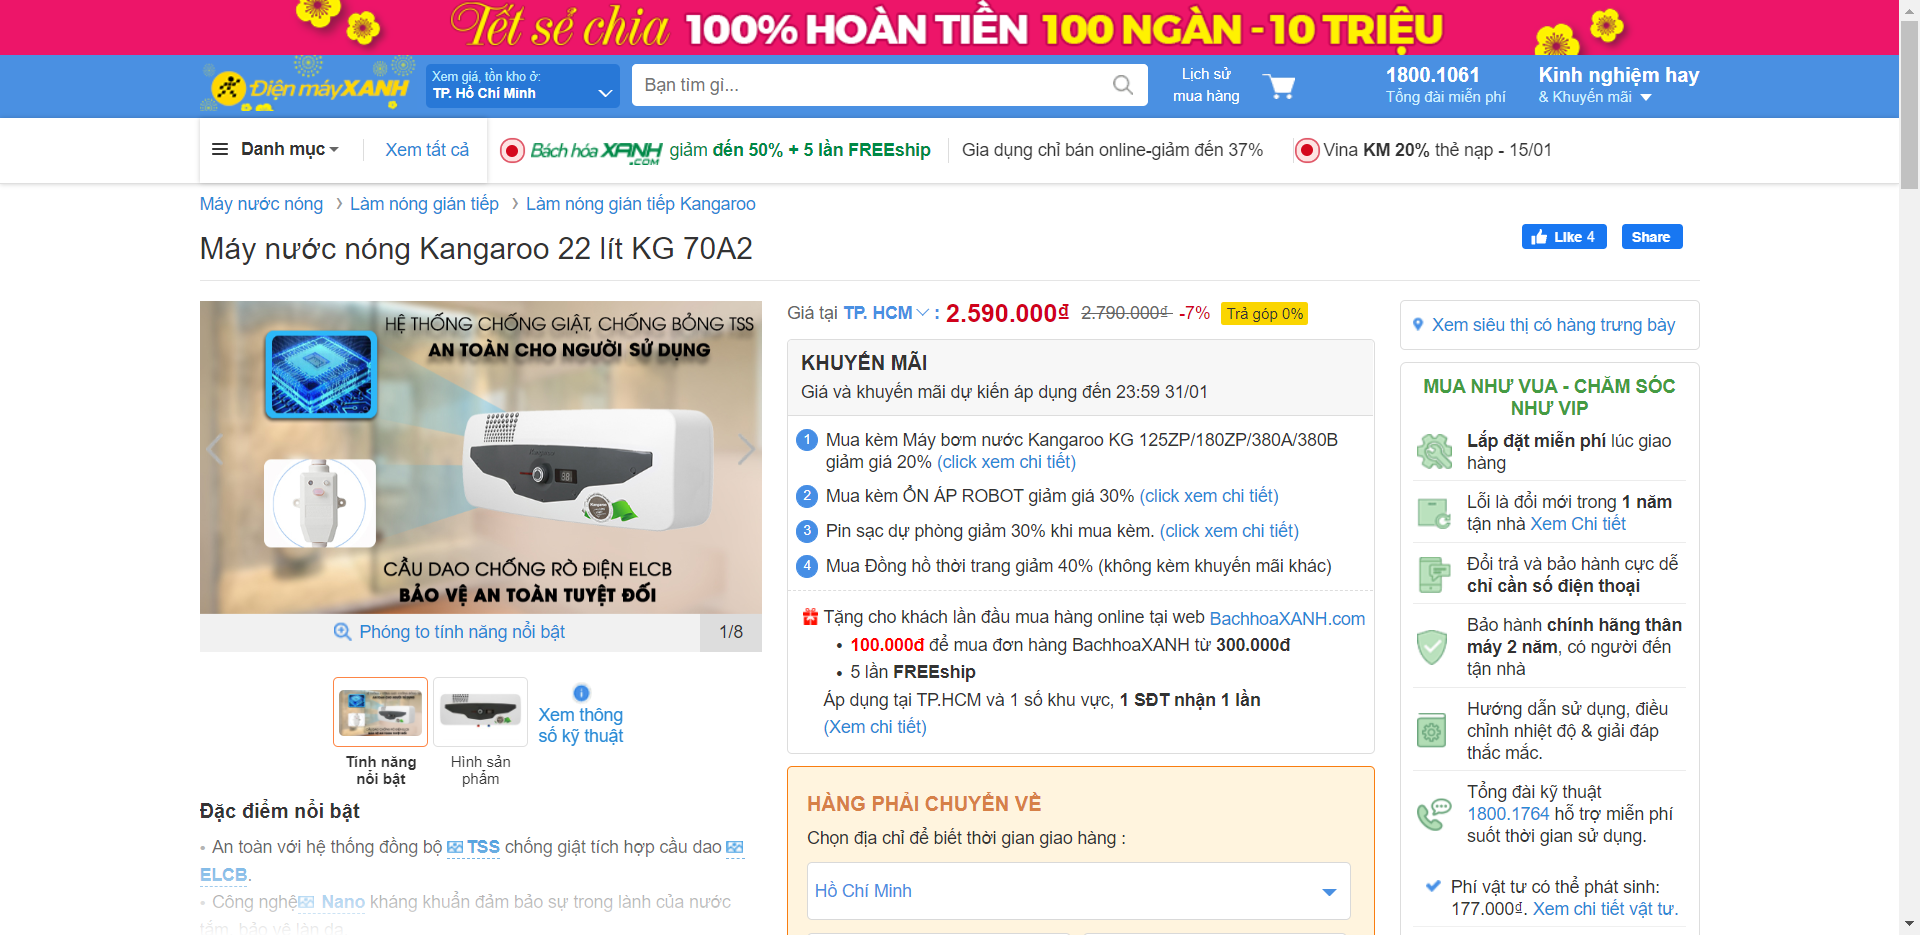 Tết sẻ chia 100% HOÀN TIỀN 100 NGÀN - 10 TRIỆU
Điện máy XANH
Xem giá, tồn kho ở:
TP. Hồ Chí Minh
Bạn tìm gì...
Lịch sử
mua hàng
1800.1061
Tổng đài miễn phí
Kinh nghiệm hay
& Khuyến mãi
Danh mục
Xem tất cả
Bách hóa XANH .COM giảm đến 50% + 5 lần FREEship
Gia dụng chỉ bán online-giảm đến 37%
Vina KM 20% thẻ nạp - 15/01
Máy nước nóng › Làm nóng gián tiếp › Làm nóng gián tiếp Kangaroo
Máy nước nóng Kangaroo 22 lít KG 70A2
Like 4
Share
HỆ THỐNG CHỐNG GIẬT, CHỐNG BỎNG TSS
AN TOÀN CHO NGƯỜI SỬ DỤNG
CẦU DAO CHỐNG RÒ ĐIỆN ELCB
BẢO VỆ AN TOÀN TUYỆT ĐỐI
Phóng to tính năng nổi bật
1/8
Tính năng
nổi bật
Hình sản
phẩm
Xem thông
số kỹ thuật
Đặc điểm nổi bật
• An toàn với hệ thống đồng bộ TSS chống giật tích hợp cầu dao
ELCB.
• Công nghệ Nano kháng khuẩn đảm bảo sự trong lành của nước
tắm, bảo vệ làn da
Giá tại TP. HCM : 2.590.000₫ 2.790.000₫ -7% Trả góp 0%
KHUYẾN MÃI
Giá và khuyến mãi dự kiến áp dụng đến 23:59 31/01
1 Mua kèm Máy bơm nước Kangaroo KG 125ZP/180ZP/380A/380B
giảm giá 20% (click xem chi tiết)
2 Mua kèm ỔN ÁP ROBOT giảm giá 30% (click xem chi tiết)
3 Pin sạc dự phòng giảm 30% khi mua kèm. (click xem chi tiết)
4 Mua Đồng hồ thời trang giảm 40% (không kèm khuyến mãi khác)
Tặng cho khách lần đầu mua hàng online tại web BachhoaXANH.com
• 100.000đ để mua đơn hàng BachhoaXANH từ 300.000đ
• 5 lần FREEship
Áp dụng tại TP.HCM và 1 số khu vực, 1 SĐT nhận 1 lần
(Xem chi tiết)
HÀNG PHẢI CHUYỂN VỀ
Chọn địa chỉ để biết thời gian giao hàng :
Hồ Chí Minh
Xem siêu thị có hàng trưng bày
MUA NHƯ VUA - CHĂM SÓC
NHƯ VIP
Lắp đặt miễn phí lúc giao
hàng
Lỗi là đổi mới trong 1 năm
tận nhà Xem Chi tiết
Đổi trả và bảo hành cực dễ
chỉ cần số điện thoại
Bảo hành chính hãng thân
máy 2 năm, có người đến
tận nhà
Hướng dẫn sử dụng, điều
chỉnh nhiệt độ & giải đáp
thắc mắc.
Tổng đài kỹ thuật
1800.1764 hỗ trợ miễn phí
suốt thời gian sử dụng.
Phí vật tư có thể phát sinh:
177.000₫. Xem chi tiết vật tư.